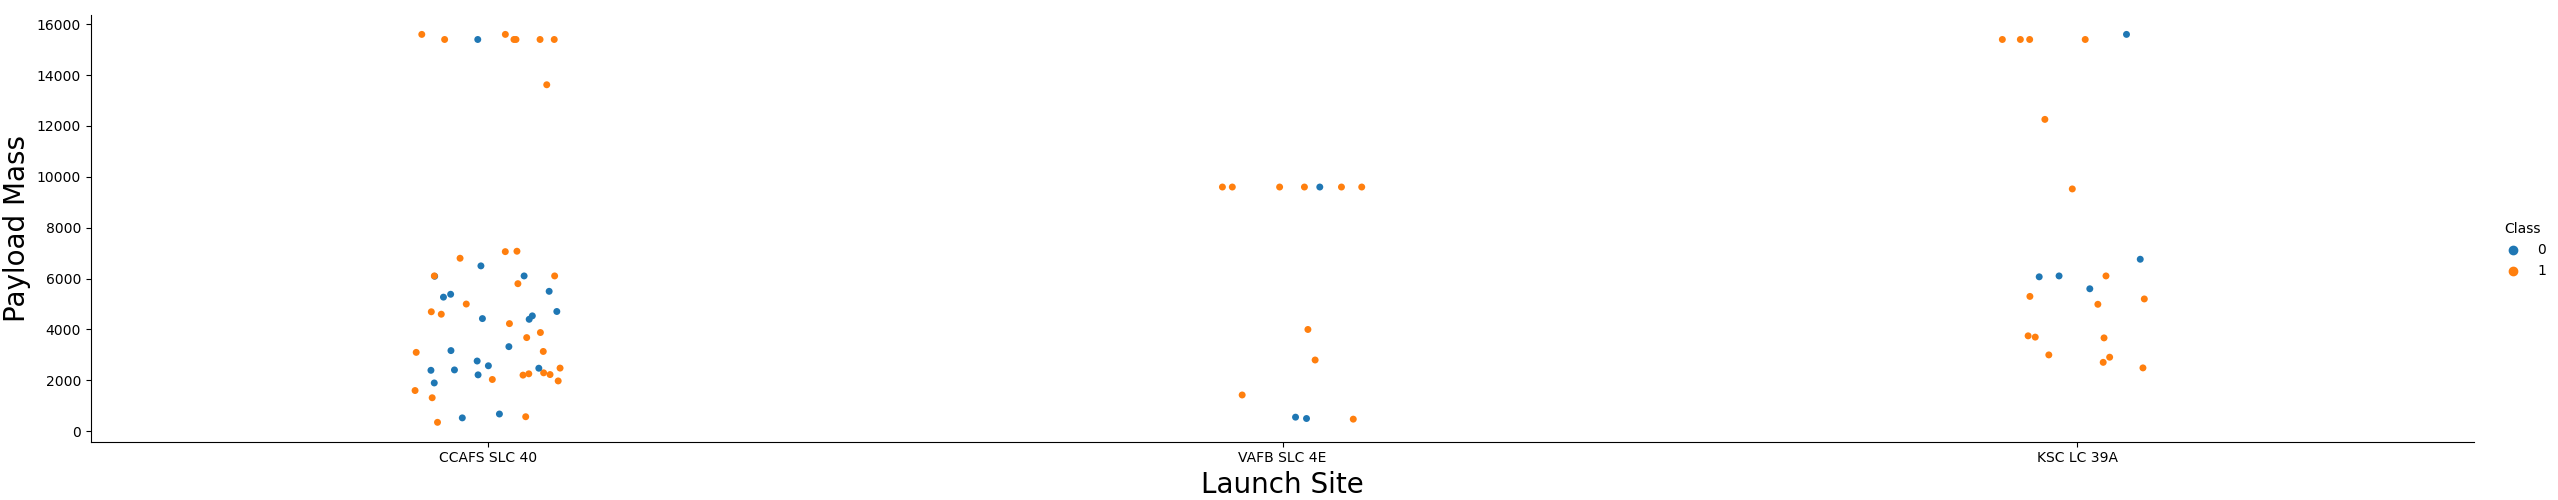 16000
14000
12000
10000
8000
6000
4000
2000
0
Payload Mass
CCAFS SLC 40
VAFB SLC 4E
KSC LC 39A
Launch Site
Class
0
1